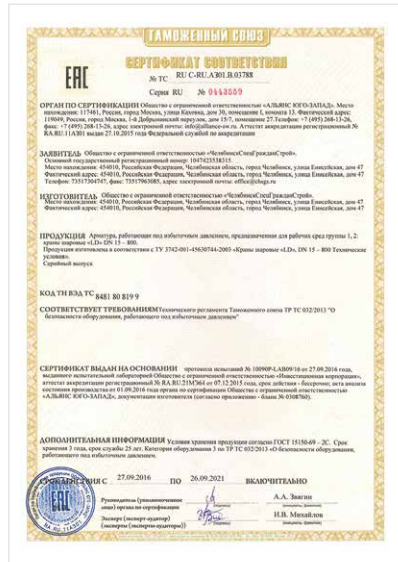 ТАМОЖЕННЫЙ СОЮЗ
СЕРТИФИКАТ СООТВЕТСТВИЯ
ЕАС
№ ТС RU C-RU.АЗ01.В.03788
Серия RU № 0443559
ОРГАН ПО СЕРТИФИКАЦИИ Общество с ограниченной ответственностью «АЛЬЯНС ЮГО-ЗАПАД». Место
нахождения: 117461, Россия, город Москва, улица Каховка, дом 30, помещение I, комната 13. Фактический адрес:
119049, Россия, город Москва, 1-й Добрынинский переулок, дом 15/7, помещение 27. Телефон: +7 (495) 268-13-26,
факс: +7 (495) 268-13-26, адрес электронной почты: info@alliance-sw.ru. Аттестат аккредитации регистрационный №
RA.RU.11АЗ01 выдан 27.10.2015 года Федеральной службой по аккредитации
ЗАЯВИТЕЛЬ Общество с ограниченной ответственностью «ЧелябинскСпецГражданСтрой».
Основной государственный регистрационный номер: 1047423538315.
Место нахождения: 454010, Российская Федерация, Челябинская область, город Челябинск, улица Енисейская, дом 47
Фактический адрес: 454010, Российская Федерация, Челябинская область, город Челябинск, улица Енисейская, дом 47
Телефон: 73517304747, факс: 73517963085, адрес электронной почты: office@chsgs.ru
ИЗГОТОВИТЕЛЬ Общество с ограниченной ответственностью «ЧелябинскСпецГражданСтрой».
Место нахождения: 454010, Российская Федерация, Челябинская область, город Челябинск, улица Енисейская, дом 47
Фактический адрес: 454010, Российская Федерация, Челябинская область, город Челябинск, улица Енисейская, дом 47
ПРОДУКЦИЯ Арматура, работающая под избыточным давлением, предназначенная для рабочих сред группы 1, 2:
краны шаровые «LD» DN 15 – 800.
Продукция изготовлена в соответствии с ТУ 3742-001-45630744-2003 «Краны шаровые «LD» DN 15 – 800 Технические
условия».
Серийный выпуск
КОД ТН ВЭД ТС 8481 80 819 9
СООТВЕТСТВУЕТ ТРЕБОВАНИЯМ Технического регламента Таможенного союза ТР ТС 032/2013 "О
безопасности оборудования, работающего под избыточным давлением"
СЕРТИФИКАТ ВЫДАН НА ОСНОВАНИИ протокола испытаний № 10090Р-LAB09/16 от 27.09.2016 года,
выданного испытательной лабораторией Общество с ограниченной ответственностью «Инвестиционная корпорация»,
аттестат аккредитации регистрационный № RA.RU.21МЭ64 от 07.12.2015 года, срок действия - бессрочно; акта анализа
состояния производства от 01.09.2016 года органа по сертификации Общество с ограниченной ответственностью
«АЛЬЯНС ЮГО-ЗАПАД», документации изготовителя (согласно приложению - бланк № 0308760).
ДОПОЛНИТЕЛЬНАЯ ИНФОРМАЦИЯ Условия хранения продукции согласно ГОСТ 15150-69 – 2С. Срок
хранения 3 года, срок службы 25 лет. Категория оборудования 3 по ТР ТС 032/2013 «О безопасности оборудования,
работающего под избыточным давлением».
СРОК ДЕЙСТВИЯ С 27.09.2016 ПО 26.09.2021 ВКЛЮЧИТЕЛЬНО
Руководитель (уполномоченное
лицо) органа по сертификации
А.А. Звягин
Эксперт (эксперт-аудитор)
(эксперты (эксперты-аудиторы))
И.В. Михайлов
ЕАС